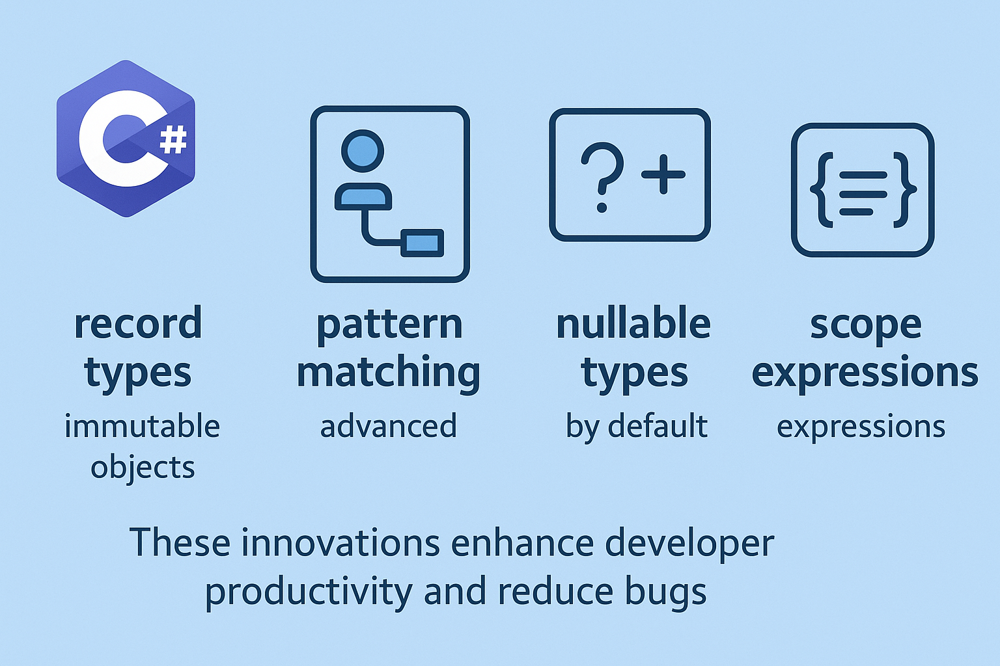 C#
record types
immutable objects
pattern matching
advanced
? +
nullable types
by default
{ }
scope expressions
expressions
These innovations enhance developer
productivity and reduce bugs